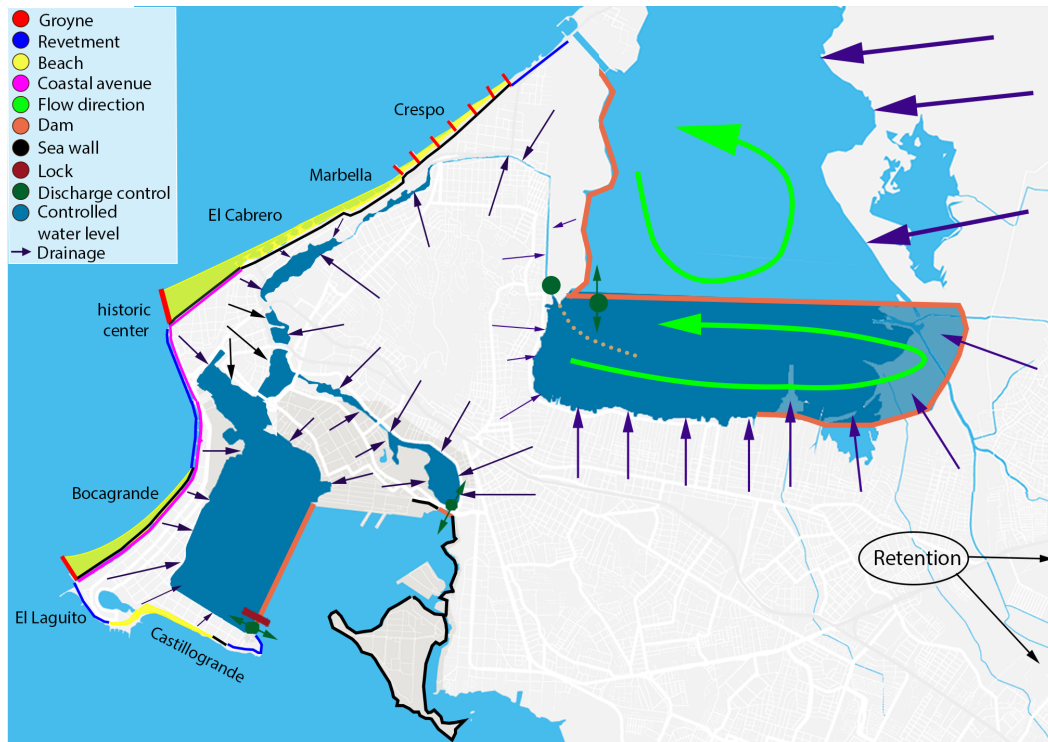 Groyne
Revetment
Beach
Coastal avenue
Flow direction
Dam
Sea wall
Lock
Discharge control
Controlled
water level
Drainage
Crespo
Marbella
El Cabrero
historic
center
Bocagrande
El Laguito
Castillogrande
Retention